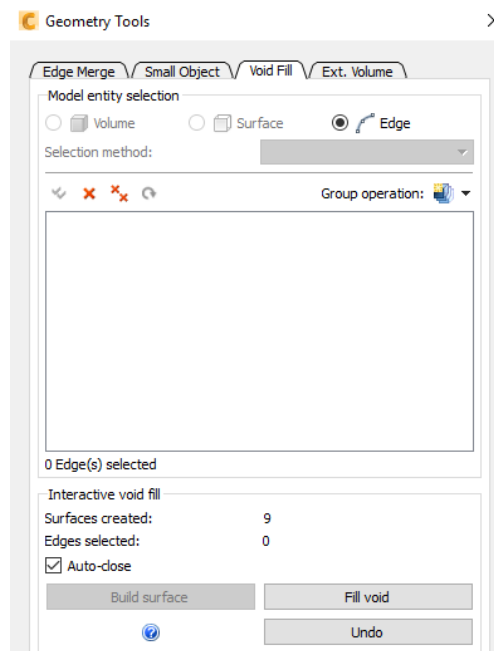 Geometry Tools
Edge Merge Small Object Void Fill Ext. Volume
Model entity selection
Volume Surface Edge
Selection method:
Group operation:
0 Edge(s) selected
Interactive void fill
Surfaces created: 9
Edges selected: 0
Auto-close
Build surface Fill void
Undo